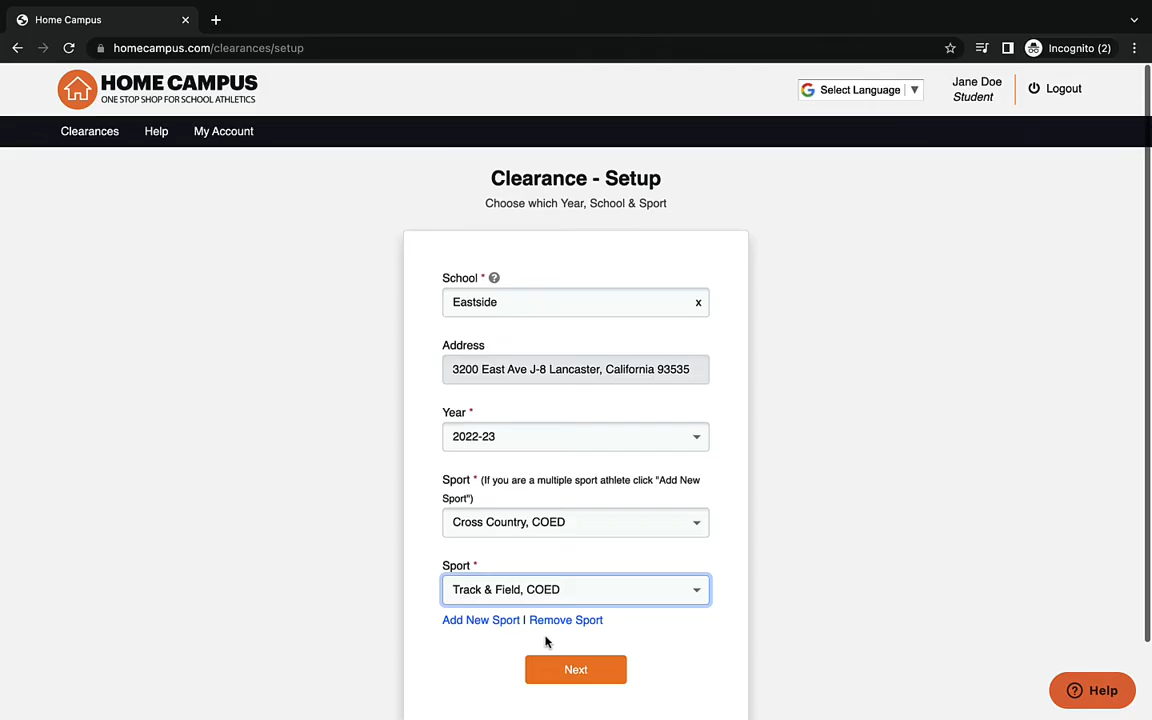 Home Campus
homecampus.com/clearances/setup
Incognito (2)
HOME CAMPUS
ONE STOP SHOP FOR SCHOOL ATHLETICS
G Select Language ▼
Jane Doe
Student
Logout
Clearances Help My Account
Clearance - Setup
Choose which Year, School & Sport
School * ?
Eastside x
Address
3200 East Ave J-8 Lancaster, California 93535
Year *
2022-23
Sport * (If you are a multiple sport athlete click "Add New
Sport")
Cross Country, COED
Sport *
Track & Field, COED
Add New Sport | Remove Sport
Next
? Help